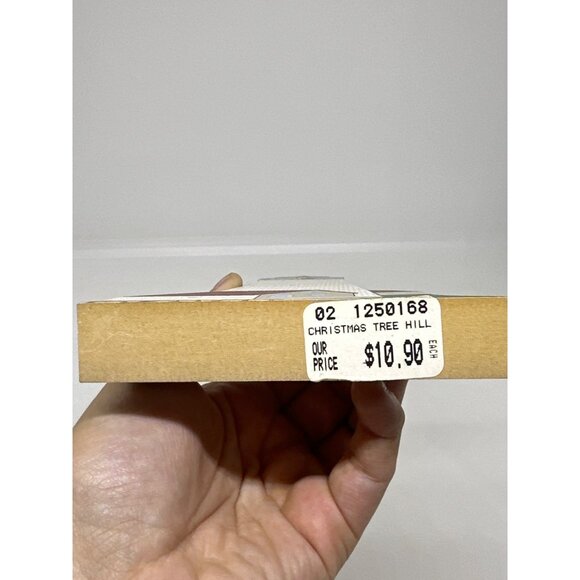 02 1250168
CHRISTMAS TREE HILL
OUR PRICE $10.90 EACH